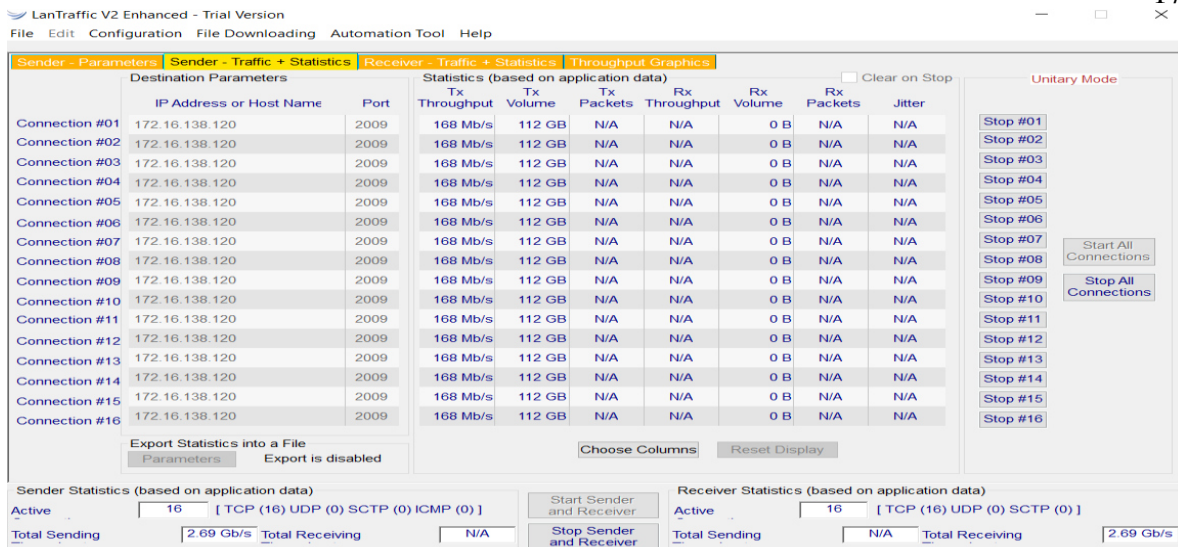 17
LanTraffic V2 Enhanced - Trial Version
File Edit Configuration File Downloading Automation Tool Help
Sender - Parameters Sender - Traffic + Statistics Receiver - Traffic + Statistics Throughput Graphics
Destination Parameters Statistics (based on application data) Clear on Stop Unitary Mode
Tx Tx Tx Rx Rx Rx
IP Address or Host Name Port Throughput Volume Packets Throughput Volume Packets Jitter
Connection #01 172.16.138.120 2009 168 Mb/s 112 GB N/A N/A 0 B N/A N/A Stop #01
Connection #02 172.16.138.120 2009 168 Mb/s 112 GB N/A N/A 0 B N/A N/A Stop #02
Connection #03 172.16.138.120 2009 168 Mb/s 112 GB N/A N/A 0 B N/A N/A Stop #03
Connection #04 172.16.138.120 2009 168 Mb/s 112 GB N/A N/A 0 B N/A N/A Stop #04
Connection #05 172.16.138.120 2009 168 Mb/s 112 GB N/A N/A 0 B N/A N/A Stop #05
Connection #06 172.16.138.120 2009 168 Mb/s 112 GB N/A N/A 0 B N/A N/A Stop #06
Connection #07 172.16.138.120 2009 168 Mb/s 112 GB N/A N/A 0 B N/A N/A Stop #07 Start All
Connection #08 172.16.138.120 2009 168 Mb/s 112 GB N/A N/A 0 B N/A N/A Stop #08 Connections
Connection #09 172.16.138.120 2009 168 Mb/s 112 GB N/A N/A 0 B N/A N/A Stop #09 Stop All
Connection #10 172.16.138.120 2009 168 Mb/s 112 GB N/A N/A 0 B N/A N/A Stop #10 Connections
Connection #11 172.16.138.120 2009 168 Mb/s 112 GB N/A N/A 0 B N/A N/A Stop #11
Connection #12 172.16.138.120 2009 168 Mb/s 112 GB N/A N/A 0 B N/A N/A Stop #12
Connection #13 172.16.138.120 2009 168 Mb/s 112 GB N/A N/A 0 B N/A N/A Stop #13
Connection #14 172.16.138.120 2009 168 Mb/s 112 GB N/A N/A 0 B N/A N/A Stop #14
Connection #15 172.16.138.120 2009 168 Mb/s 112 GB N/A N/A 0 B N/A N/A Stop #15
Connection #16 172.16.138.120 2009 168 Mb/s 112 GB N/A N/A 0 B N/A N/A Stop #16
Export Statistics into a File
Parameters Export is disabled Choose Columns Reset Display
Sender Statistics (based on application data) Start Sender Receiver Statistics (based on application data)
Active 16 [ TCP (16) UDP (0) SCTP (0) ICMP (0) ] and Receiver Active 16 [ TCP (16) UDP (0) SCTP (0) ]
Total Sending 2.69 Gb/s Total Receiving N/A Stop Sender Total Sending N/A Total Receiving 2.69 Gb/s
and Receiver